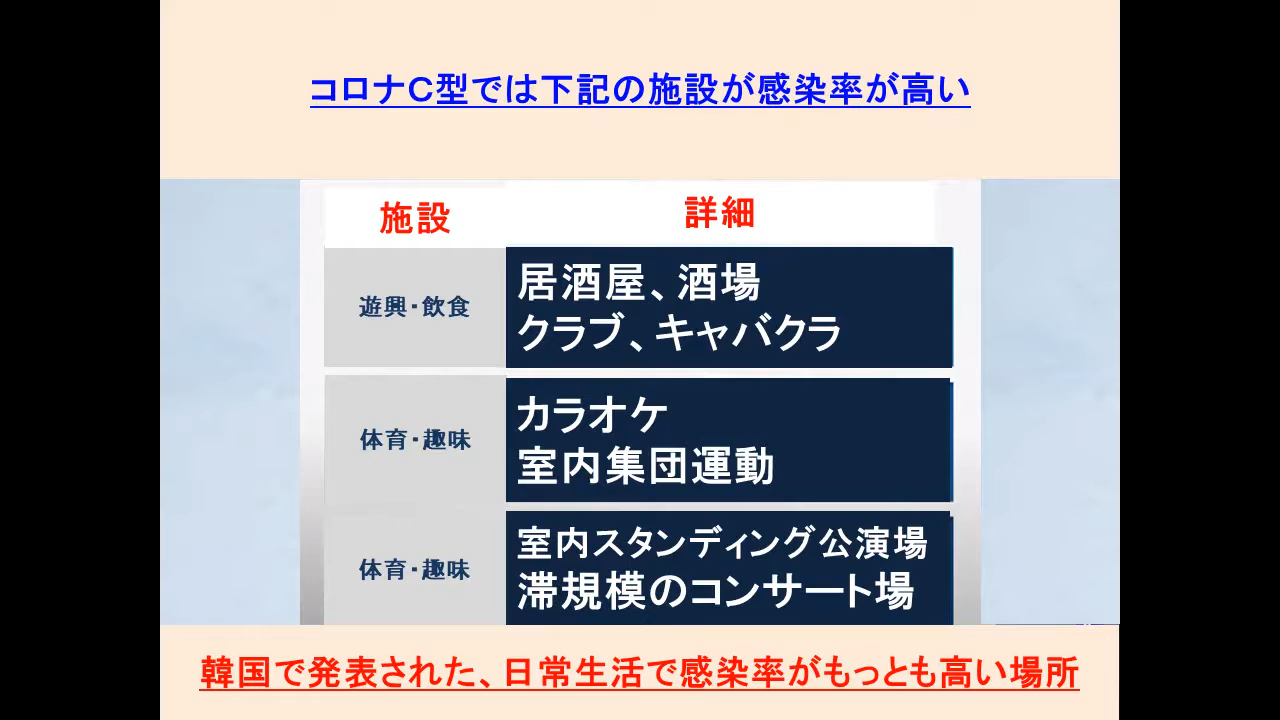 コロナC型では下記の施設が感染率が高い
施設
詳細
遊興・飲食
居酒屋、酒場
クラブ、キャバクラ
体育・趣味
カラオケ
室内集団運動
体育・趣味
室内スタンディング公演場
滞規模のコンサート場
韓国で発表された、日常生活で感染率がもっとも高い場所